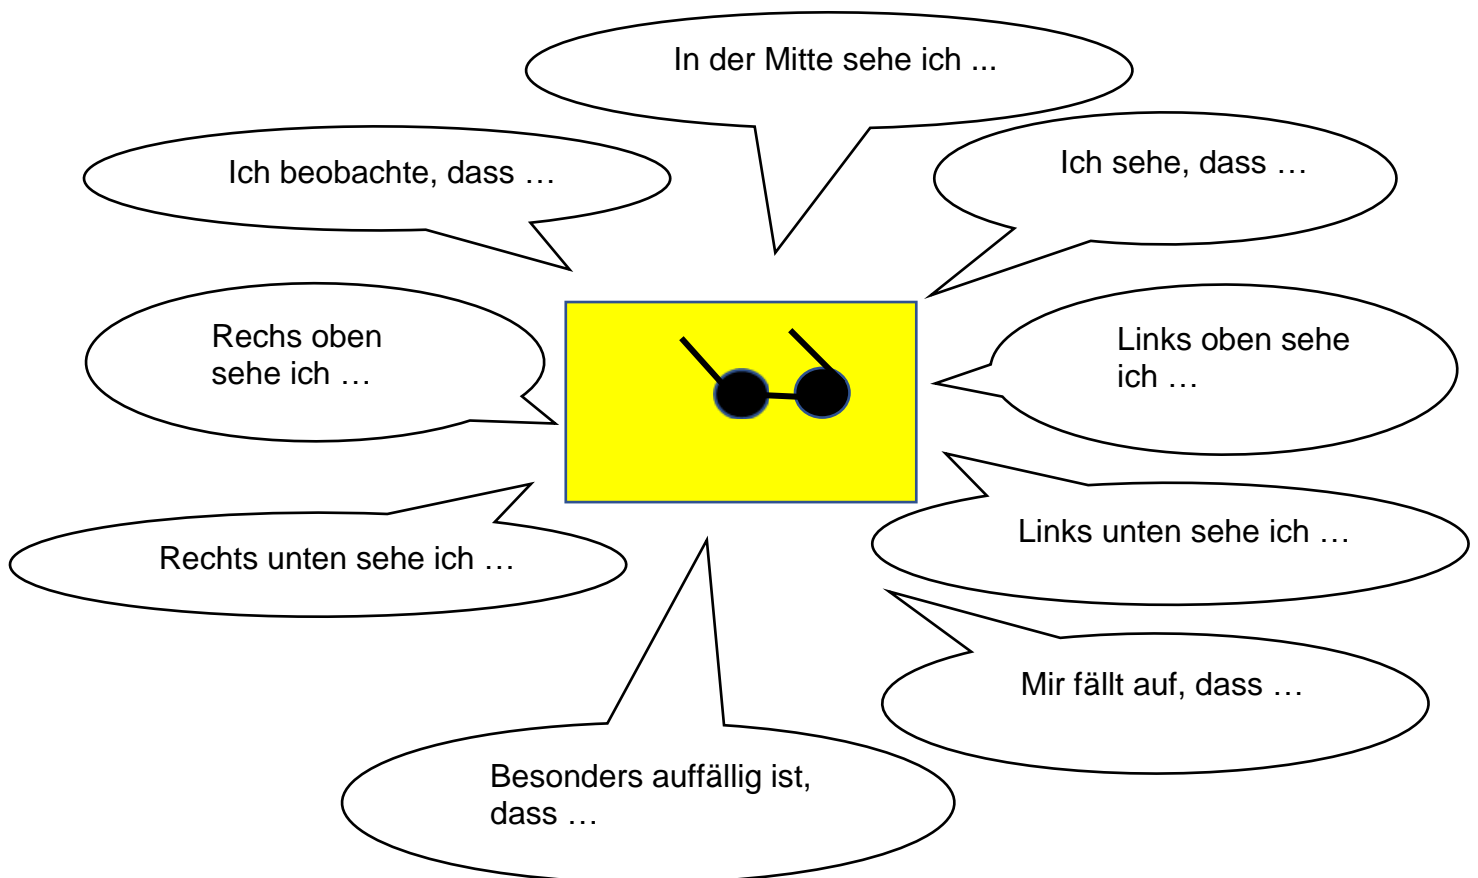 In der Mitte sehe ich ...
Ich beobachte, dass …
Ich sehe, dass …
Rechs oben
sehe ich …
Links oben sehe
ich …
Rechts unten sehe ich …
Links unten sehe ich …
Mir fällt auf, dass …
Besonders auffällig ist,
dass …